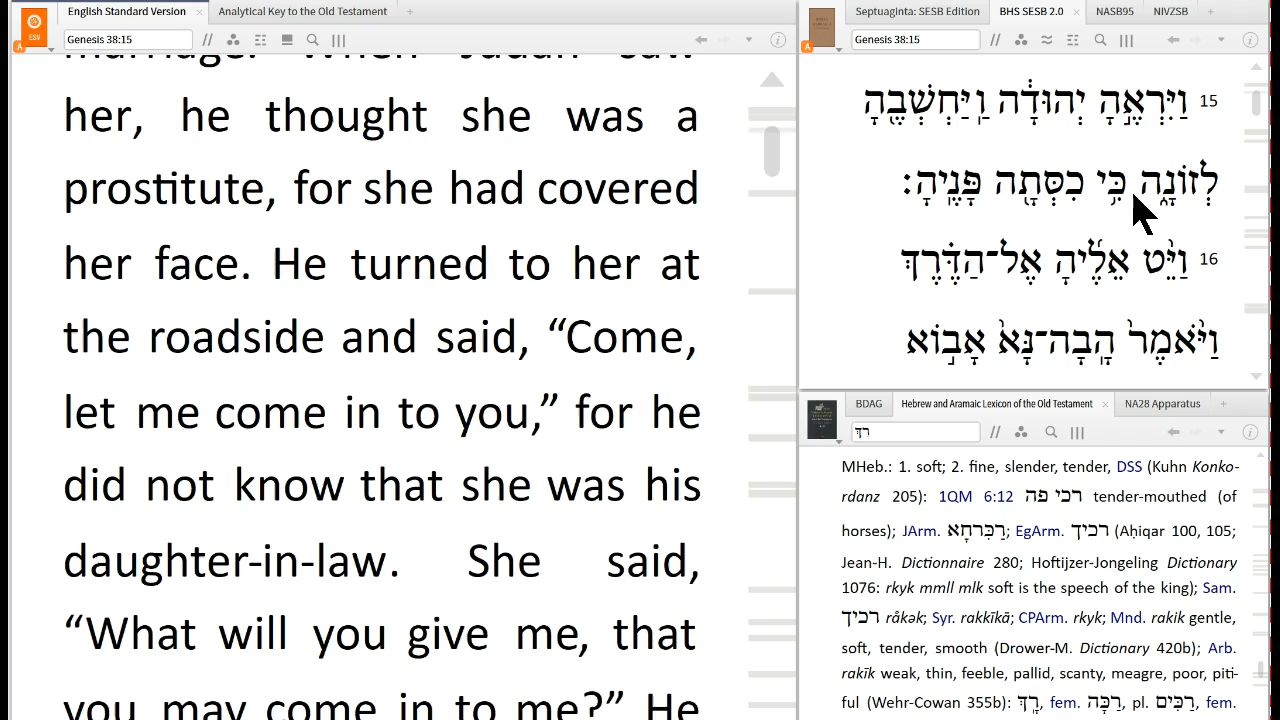 English Standard Version
Analytical Key to the Old Testament
Genesis 38:15
her, he thought she was a
prostitute, for she had covered
her face. He turned to her at
the roadside and said, “Come,
let me come in to you,” for he
did not know that she was his
daughter-in-law. She said,
“What will you give me, that
you may come in to me?” He
Septuaginta: SESB Edition
BHS SESB 2.0
NASB95
NIVZSB
Genesis 38:15
15 וַיִּרְאֶ֣הָ יְהוּדָ֔ה וַֽיַּחְשְׁבֶ֖הָ
לְזוֹנָ֑ה כִּ֥י כִסְּתָ֖ה פָּנֶֽיהָ׃
16 וַיֵּ֨ט אֵלֶ֜יהָ אֶל־הַדֶּ֗רֶךְ
וַיֹּ֙אמֶר֙ הָֽבָה־נָּא֙ אָב֣וֹא
BDAG
Hebrew and Aramaic Lexicon of the Old Testament
NA28 Apparatus
רַךְ
MHeb.: 1. soft; 2. fine, slender, tender, DSS (Kuhn Konko-
rdanz 205): 1QM 6:12 רכי פה tender-mouthed (of
horses); JArm. רַכִּרְחָא; EgArm. רכיך (Aḥiqar 100, 105;
Jean-H. Dictionnaire 280; Hoftijzer-Jongeling Dictionary
1076: rkyk mmll mlk soft is the speech of the king); Sam.
רכיך råkək; Syr. rakkīkā; CPArm. rkyk; Mnd. rakik gentle,
soft, tender, smooth (Drower-M. Dictionary 420b); Arb.
rakīk weak, thin, feeble, pallid, scanty, meagre, poor, piti-
ful (Wehr-Cowan 355b): רָךְ, fem. רַכָּה, pl. רַכִּים, fem.